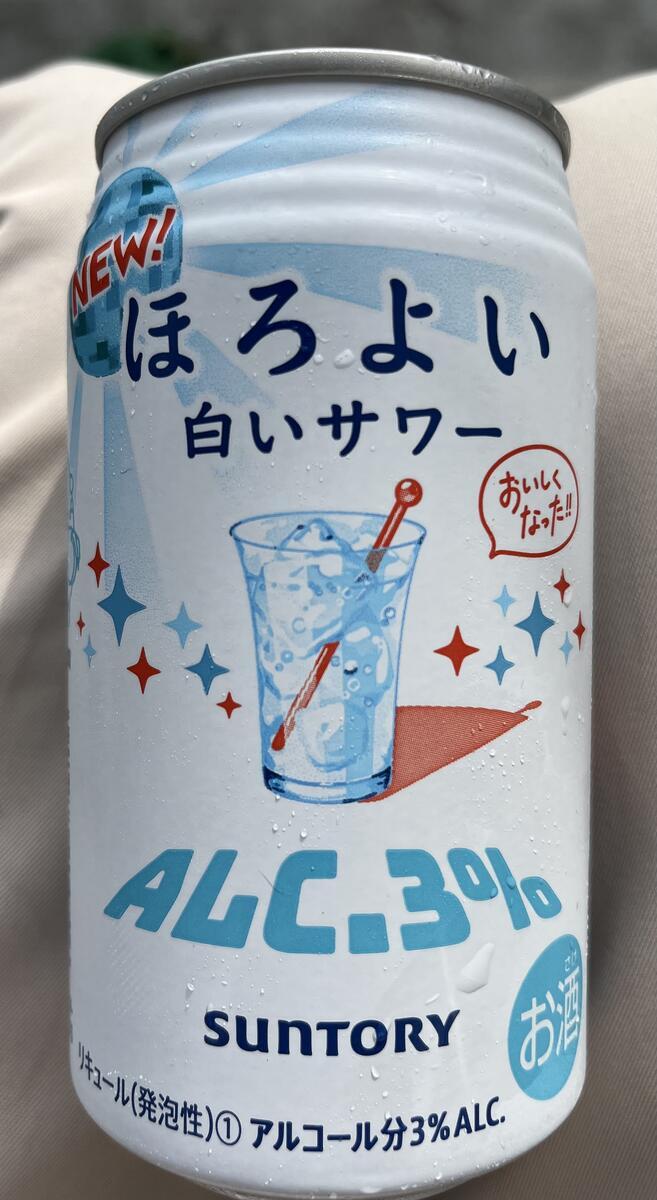 NEW!
ほろよい
白いサワー
おいしく
なった!!
ALC.3%
SUNTORY
さけ
お酒
リキュール(発泡性)① アルコール分3%ALC.